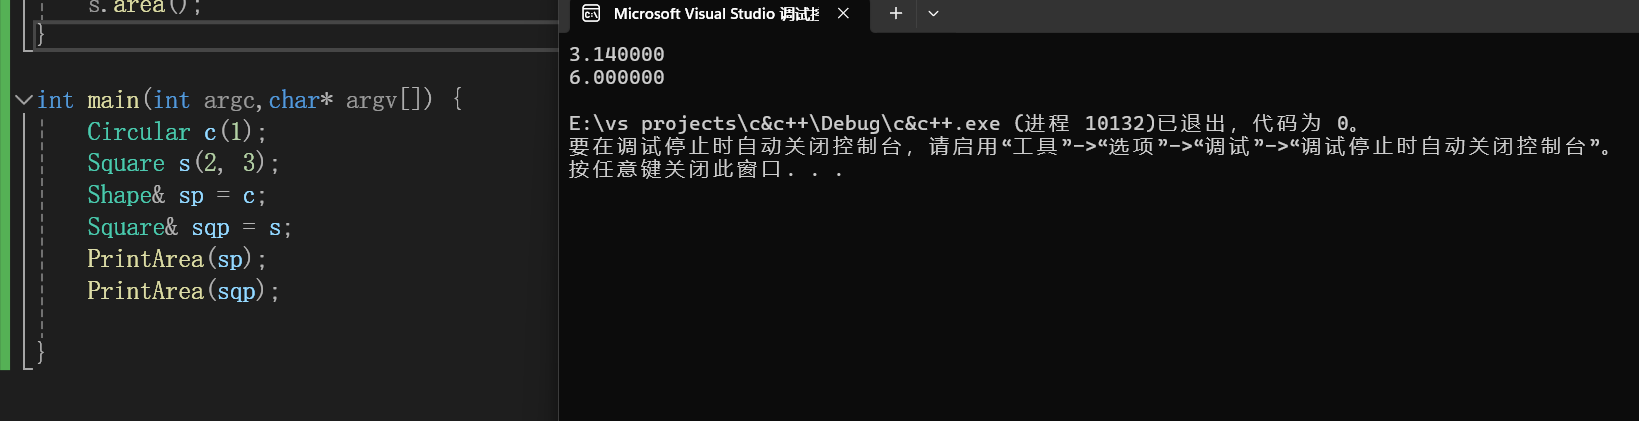 s.area();
}
int main(int argc,char* argv[]) {
Circular c(1);
Square s(2, 3);
Shape& sp = c;
Square& sqp = s;
PrintArea(sp);
PrintArea(sqp);
}
Microsoft Visual Studio 调试
3.140000
6.000000
E:\vs projects\c&c++\Debug\c&c++.exe (进程 10132)已退出，代码为 0。
要在调试停止时自动关闭控制台，请启用“工具”->“选项”->“调试”->“调试停止时自动关闭控制台”。
按任意键关闭此窗口. . .